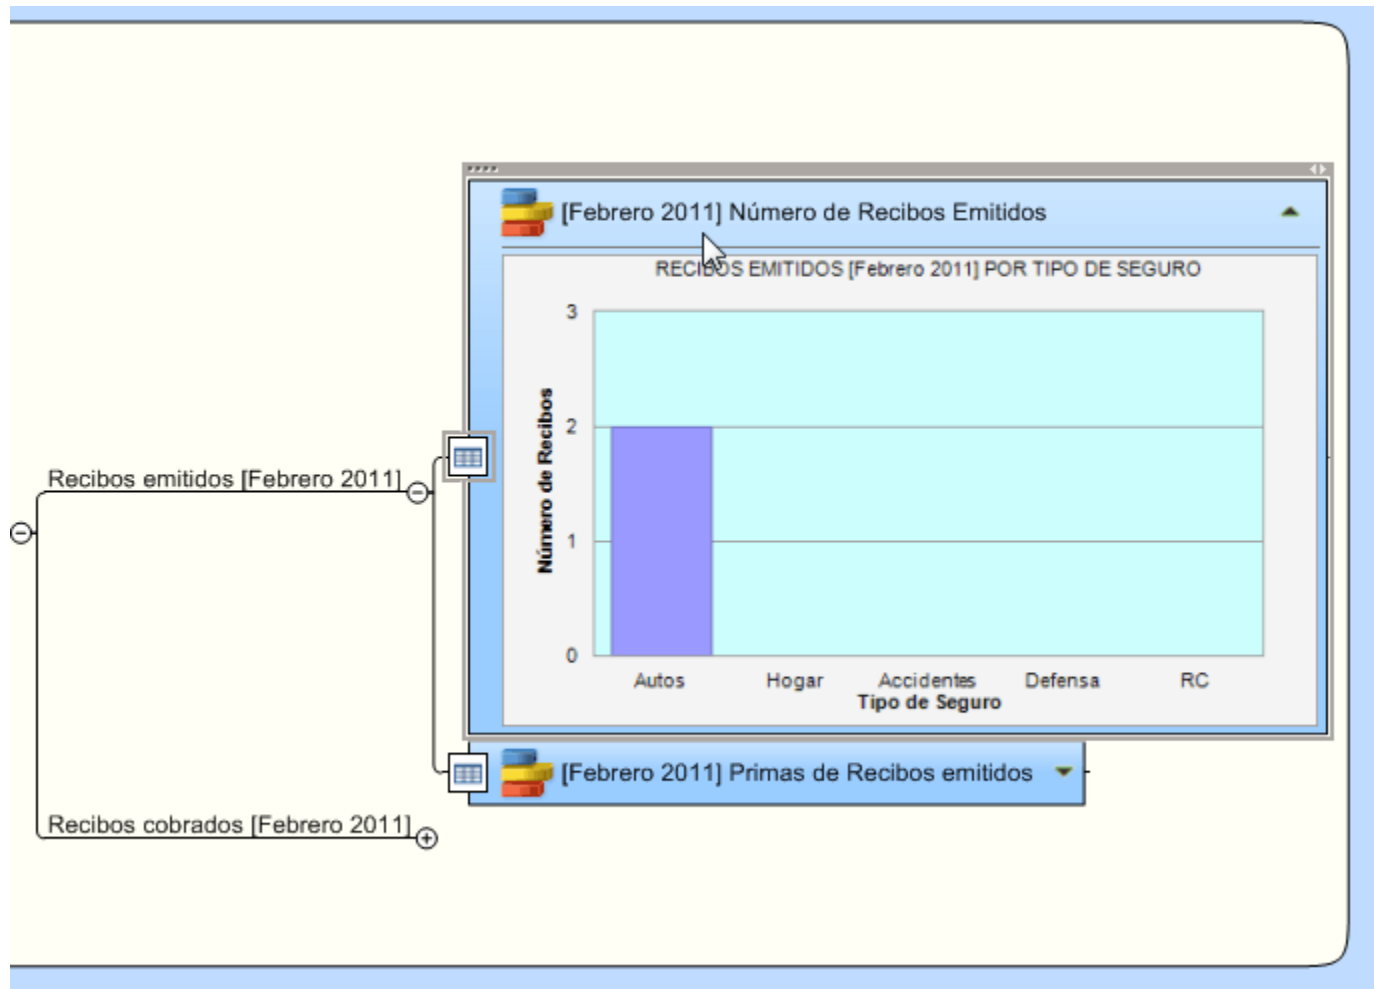 [Febrero 2011] Número de Recibos Emitidos
RECIBOS EMITIDOS [Febrero 2011] POR TIPO DE SEGURO
3
2
1
0
Número de Recibos
Autos Hogar Accidentes Defensa RC
Tipo de Seguro
Recibos emitidos [Febrero 2011]
[Febrero 2011] Primas de Recibos emitidos
Recibos cobrados [Febrero 2011]